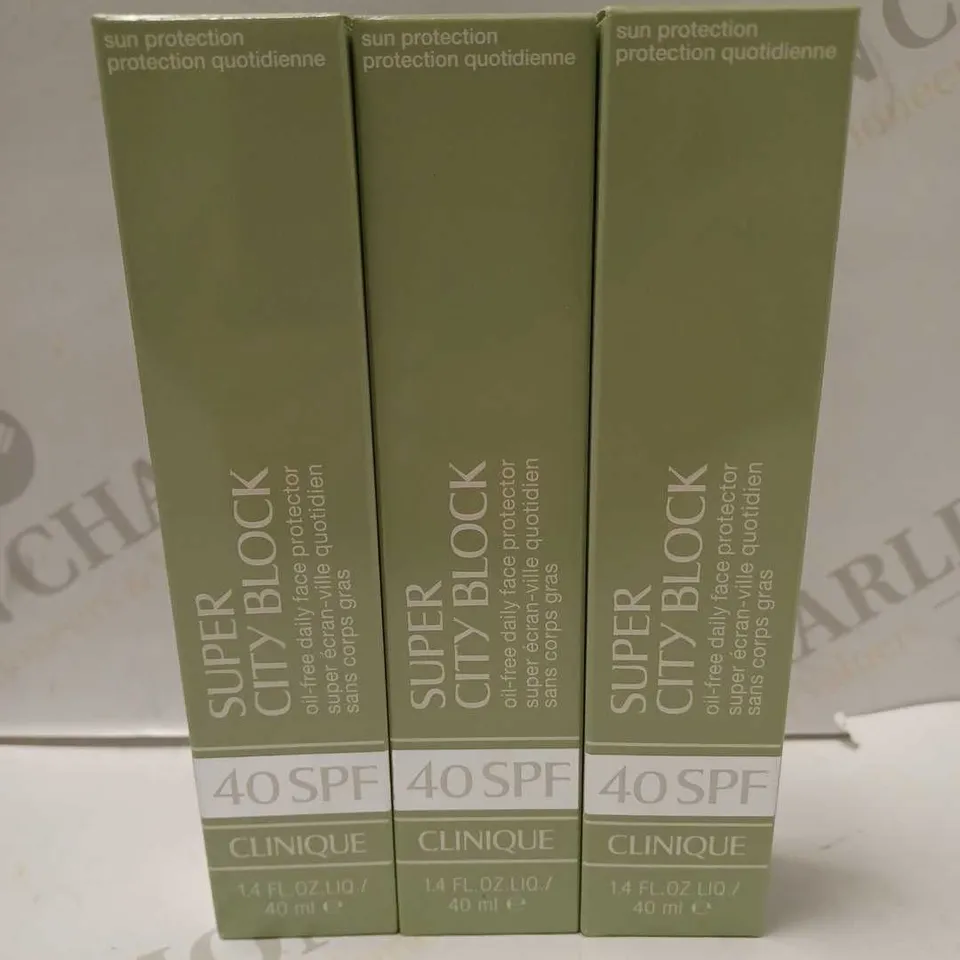 sun protection
protection quotidienne
SUPER
CITY BLOCK
oil-free daily face protector
super écran-ville quotidien
sans corps gras
40 SPF
CLINIQUE
1.4 FL.OZ.LIQ./
40 ml ℮
sun protection
protection quotidienne
SUPER
CITY BLOCK
oil-free daily face protector
super écran-ville quotidien
sans corps gras
40 SPF
CLINIQUE
1.4 FL.OZ.LIQ./
40 ml ℮
sun protection
protection quotidienne
SUPER
CITY BLOCK
oil-free daily face protector
super écran-ville quotidien
sans corps gras
40 SPF
CLINIQUE
1.4 FL.OZ.LIQ./
40 ml ℮